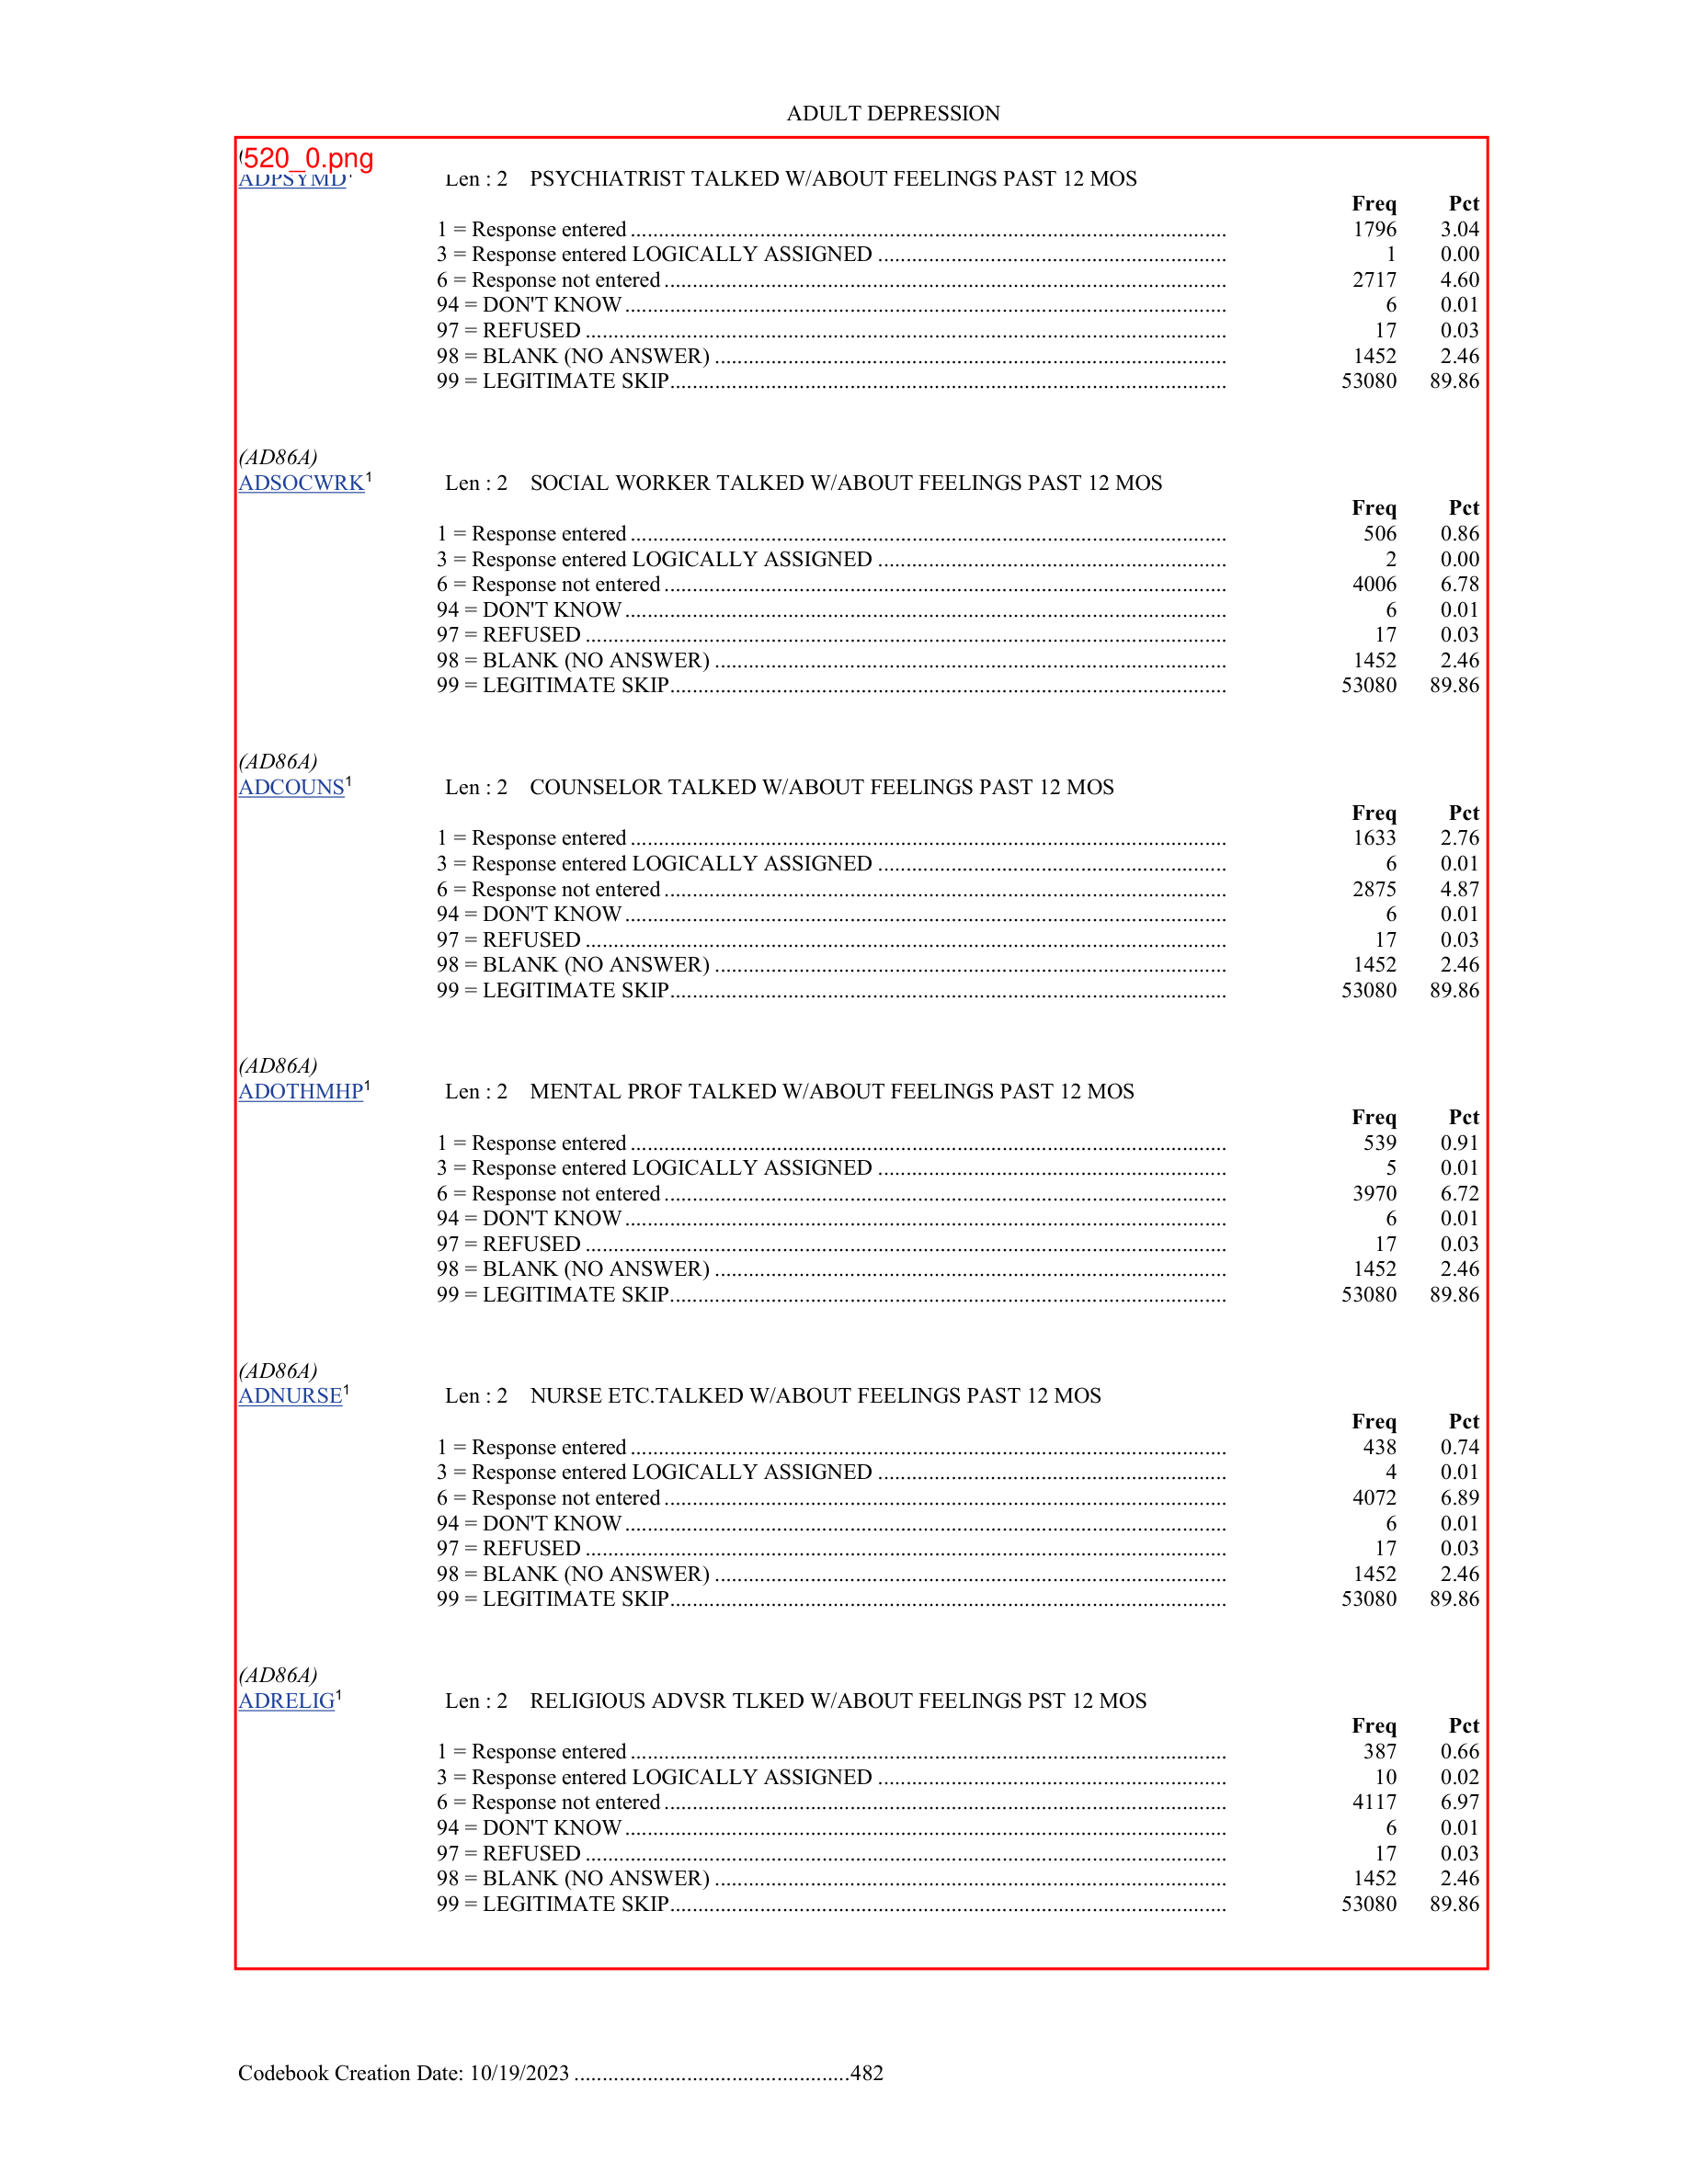 ADULT DEPRESSION
520_0.png
ADPSYMD¹ Len : 2 PSYCHIATRIST TALKED W/ABOUT FEELINGS PAST 12 MOS
Freq Pct
1 = Response entered 1796 3.04
3 = Response entered LOGICALLY ASSIGNED 1 0.00
6 = Response not entered 2717 4.60
94 = DON'T KNOW 6 0.01
97 = REFUSED 17 0.03
98 = BLANK (NO ANSWER) 1452 2.46
99 = LEGITIMATE SKIP 53080 89.86
(AD86A)
ADSOCWRK¹ Len : 2 SOCIAL WORKER TALKED W/ABOUT FEELINGS PAST 12 MOS
Freq Pct
1 = Response entered 506 0.86
3 = Response entered LOGICALLY ASSIGNED 2 0.00
6 = Response not entered 4006 6.78
94 = DON'T KNOW 6 0.01
97 = REFUSED 17 0.03
98 = BLANK (NO ANSWER) 1452 2.46
99 = LEGITIMATE SKIP 53080 89.86
(AD86A)
ADCOUNS¹ Len : 2 COUNSELOR TALKED W/ABOUT FEELINGS PAST 12 MOS
Freq Pct
1 = Response entered 1633 2.76
3 = Response entered LOGICALLY ASSIGNED 6 0.01
6 = Response not entered 2875 4.87
94 = DON'T KNOW 6 0.01
97 = REFUSED 17 0.03
98 = BLANK (NO ANSWER) 1452 2.46
99 = LEGITIMATE SKIP 53080 89.86
(AD86A)
ADOTHMHP¹ Len : 2 MENTAL PROF TALKED W/ABOUT FEELINGS PAST 12 MOS
Freq Pct
1 = Response entered 539 0.91
3 = Response entered LOGICALLY ASSIGNED 5 0.01
6 = Response not entered 3970 6.72
94 = DON'T KNOW 6 0.01
97 = REFUSED 17 0.03
98 = BLANK (NO ANSWER) 1452 2.46
99 = LEGITIMATE SKIP 53080 89.86
(AD86A)
ADNURSE¹ Len : 2 NURSE ETC.TALKED W/ABOUT FEELINGS PAST 12 MOS
Freq Pct
1 = Response entered 438 0.74
3 = Response entered LOGICALLY ASSIGNED 4 0.01
6 = Response not entered 4072 6.89
94 = DON'T KNOW 6 0.01
97 = REFUSED 17 0.03
98 = BLANK (NO ANSWER) 1452 2.46
99 = LEGITIMATE SKIP 53080 89.86
(AD86A)
ADRELIG¹ Len : 2 RELIGIOUS ADVSR TLKED W/ABOUT FEELINGS PST 12 MOS
Freq Pct
1 = Response entered 387 0.66
3 = Response entered LOGICALLY ASSIGNED 10 0.02
6 = Response not entered 4117 6.97
94 = DON'T KNOW 6 0.01
97 = REFUSED 17 0.03
98 = BLANK (NO ANSWER) 1452 2.46
99 = LEGITIMATE SKIP 53080 89.86
Codebook Creation Date: 10/19/2023 482